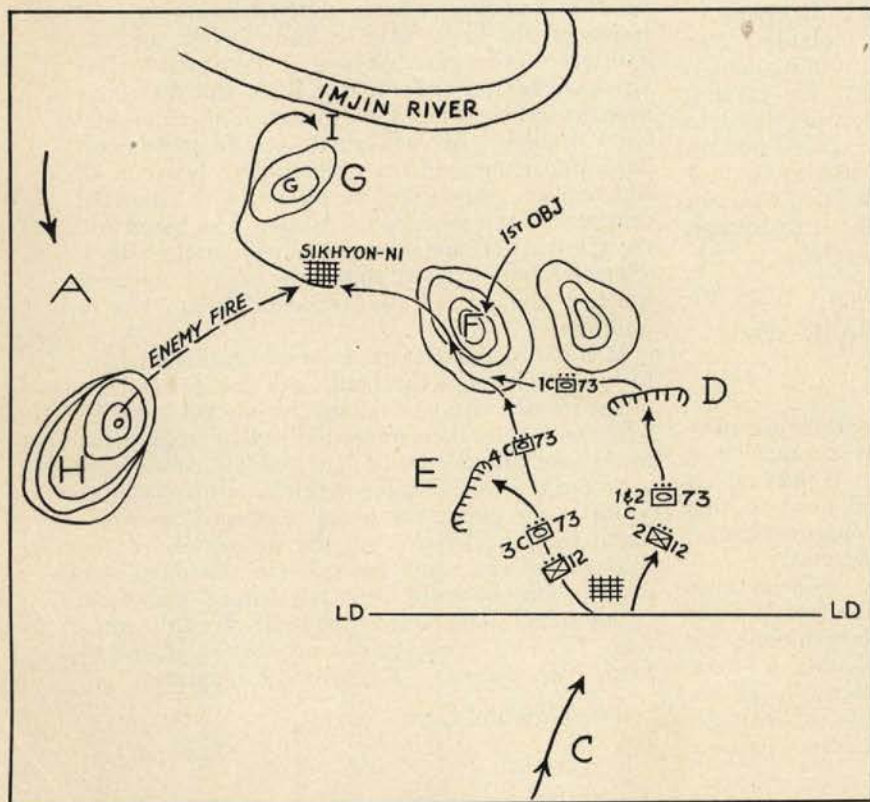 IMJIN RIVER
I
G
G
A
SIKHYON-NI
1ST OBJ
ENEMY FIRE
F
1C 73
D
H
E
4C 73
1&2 73
C
3C 73
2 12
12
LD LD
C